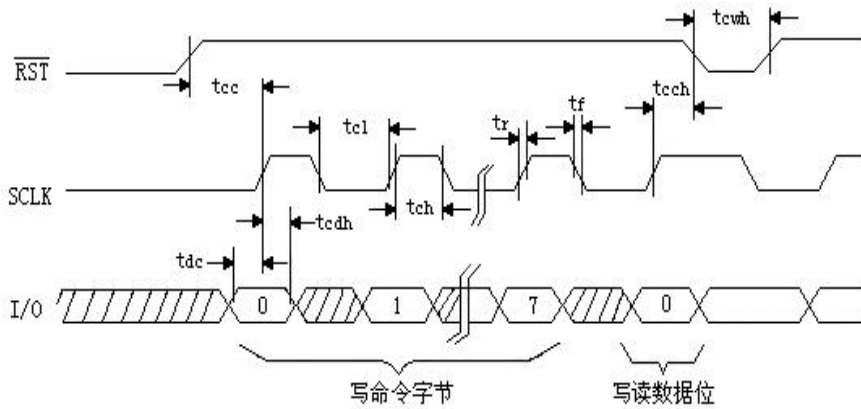 tcwh
RST
tcc
tcch
tcl
tr
tf
SCLK
tcdh
tch
tdc
I/O
0
1
7
0
写命令字节
写读数据位